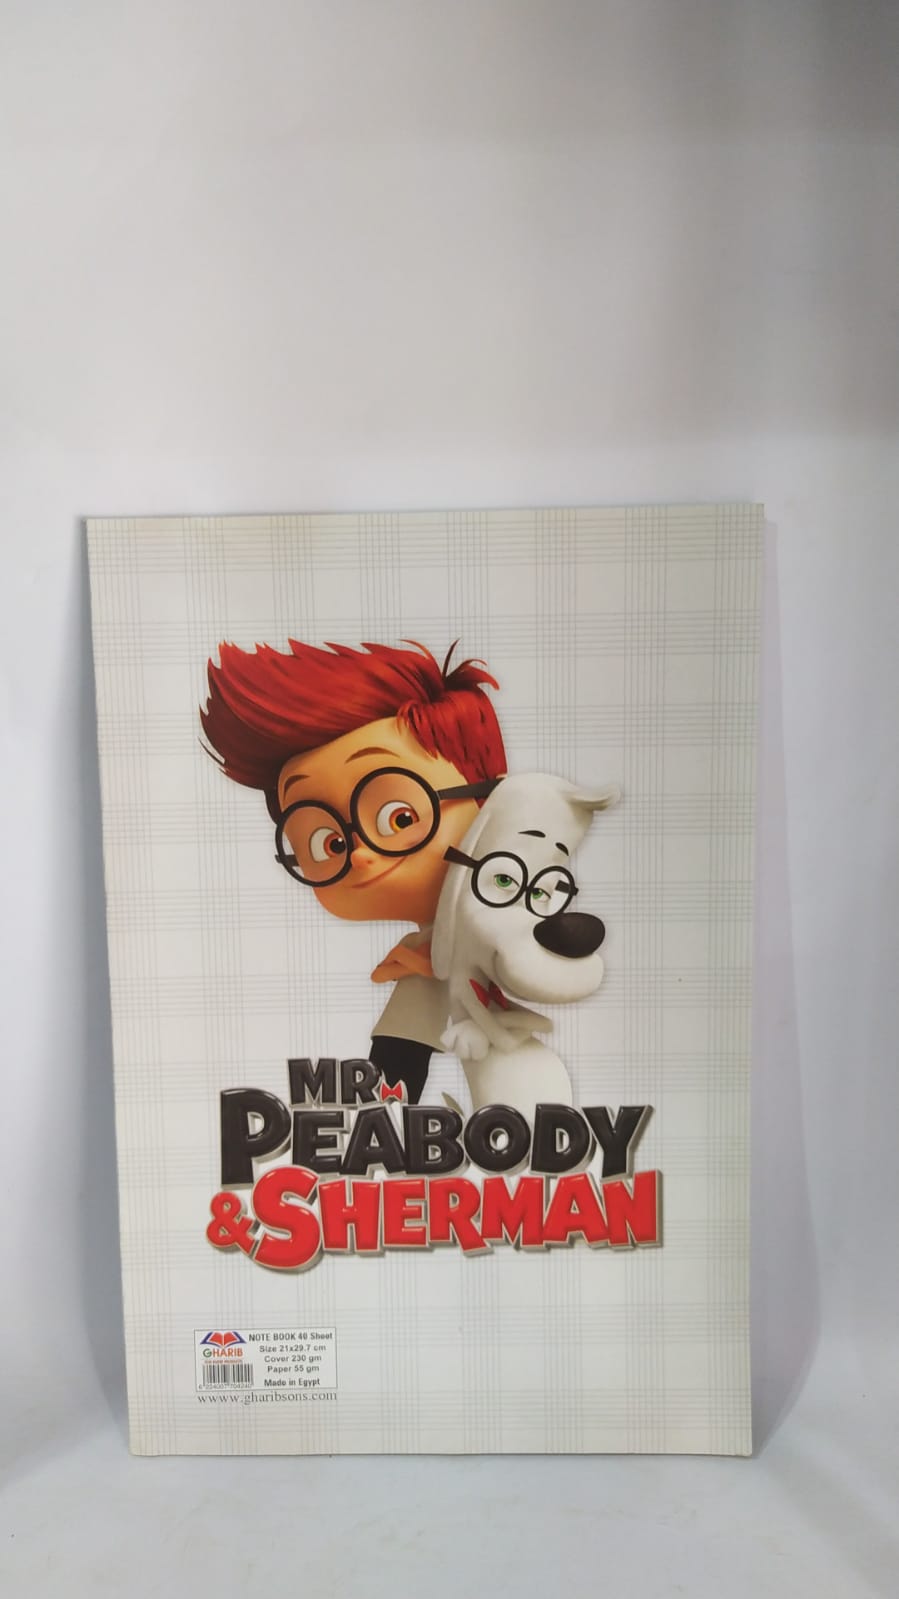 MR.
PEABODY
& SHERMAN
GHARIB
NOTE BOOK 40 Sheet
Size 21x29.7 cm
Cover 230 gm
Paper 55 gm
Made in Egypt
www.gharibsons.com